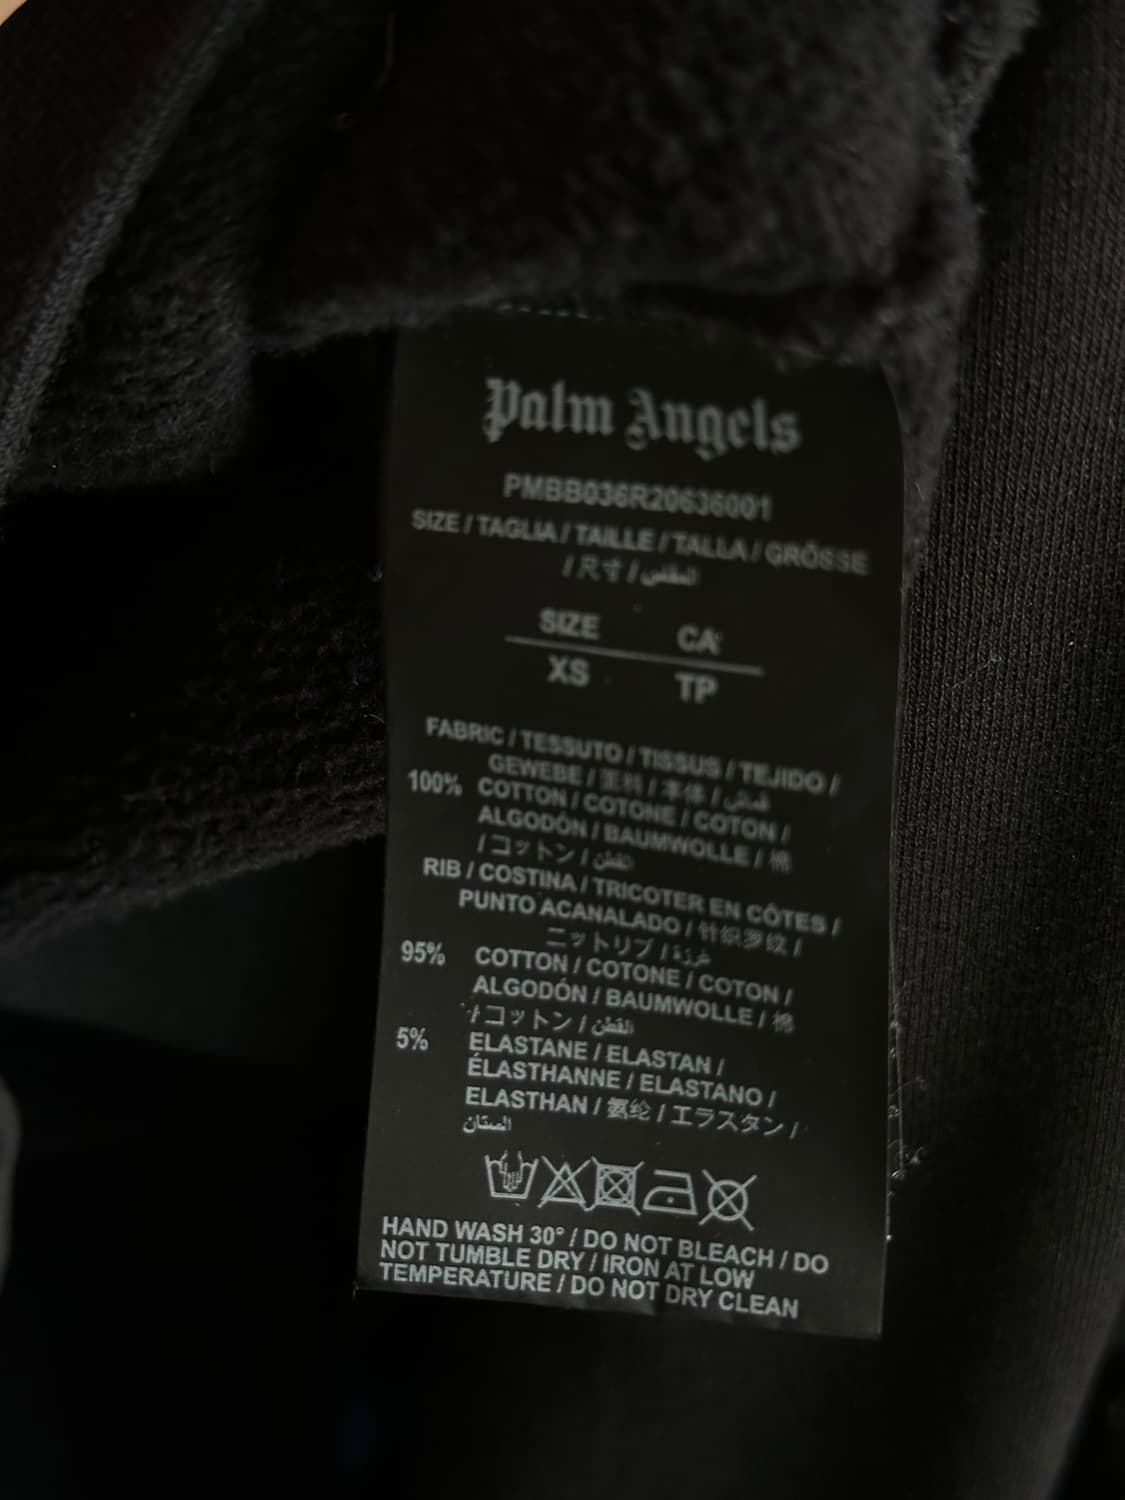 Palm Angels
PMBB036R20636001
SIZE / TAGLIA / TAILLE / TALLA / GRÖSSE
/ 尺寸 / المقاس
SIZE CA
XS TP
FABRIC / TESSUTO / TISSUS / TEJIDO /
GEWEBE / 面料 / 本体 / قماش
100% COTTON / COTONE / COTON /
ALGODÓN / BAUMWOLLE / 棉
/ コットン / القطن
RIB / COSTINA / TRICOTER EN CÔTES /
PUNTO ACANALADO / 针织罗纹 /
ニットリブ /
95% COTTON / COTONE / COTON /
ALGODÓN / BAUMWOLLE / 棉
/ コットン / القطن
5% ELASTANE / ELASTAN /
ÉLASTHANNE / ELASTANO /
ELASTHAN / 氨纶 / エラスタン /
HAND WASH 30° / DO NOT BLEACH / DO
NOT TUMBLE DRY / IRON AT LOW
TEMPERATURE / DO NOT DRY CLEAN